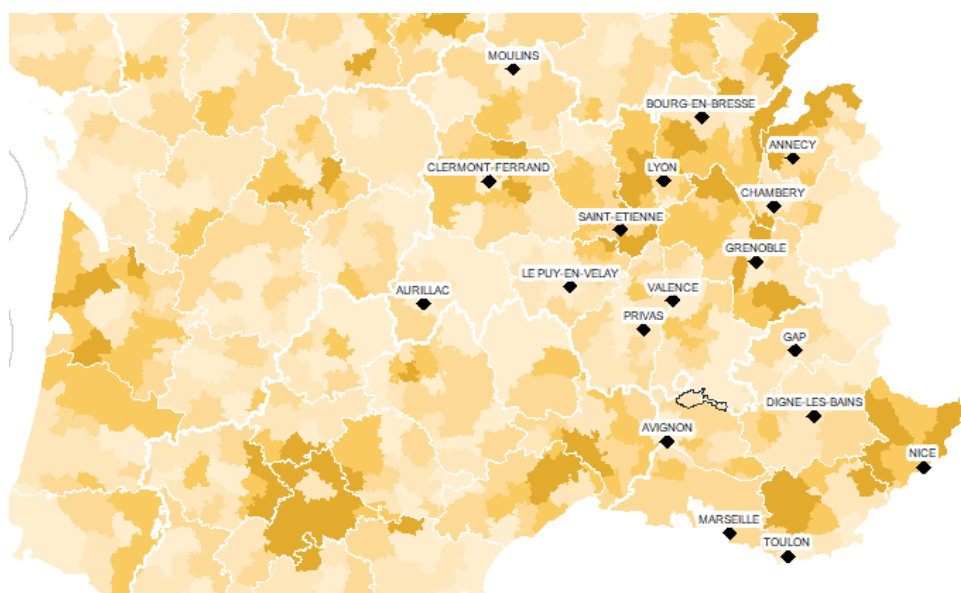 MOULINS
BOURG-EN-BRESSE
ANNECY
CLERMONT-FERRAND
LYON
CHAMBERY
SAINT-ETIENNE
GRENOBLE
LE PUY-EN-VELAY
AURILLAC
VALENCE
PRIVAS
GAP
DIGNE-LES-BAINS
AVIGNON
NICE
MARSEILLE
TOULON